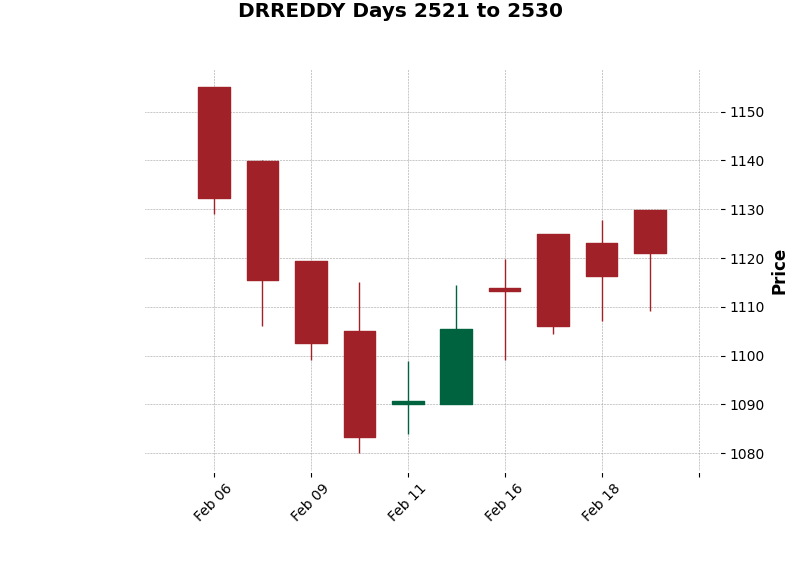 DRREDDY Days 2521 to 2530
1150
1140
1130
1120
1110
1100
1090
1080
Price
Feb 06
Feb 09
Feb 11
Feb 16
Feb 18